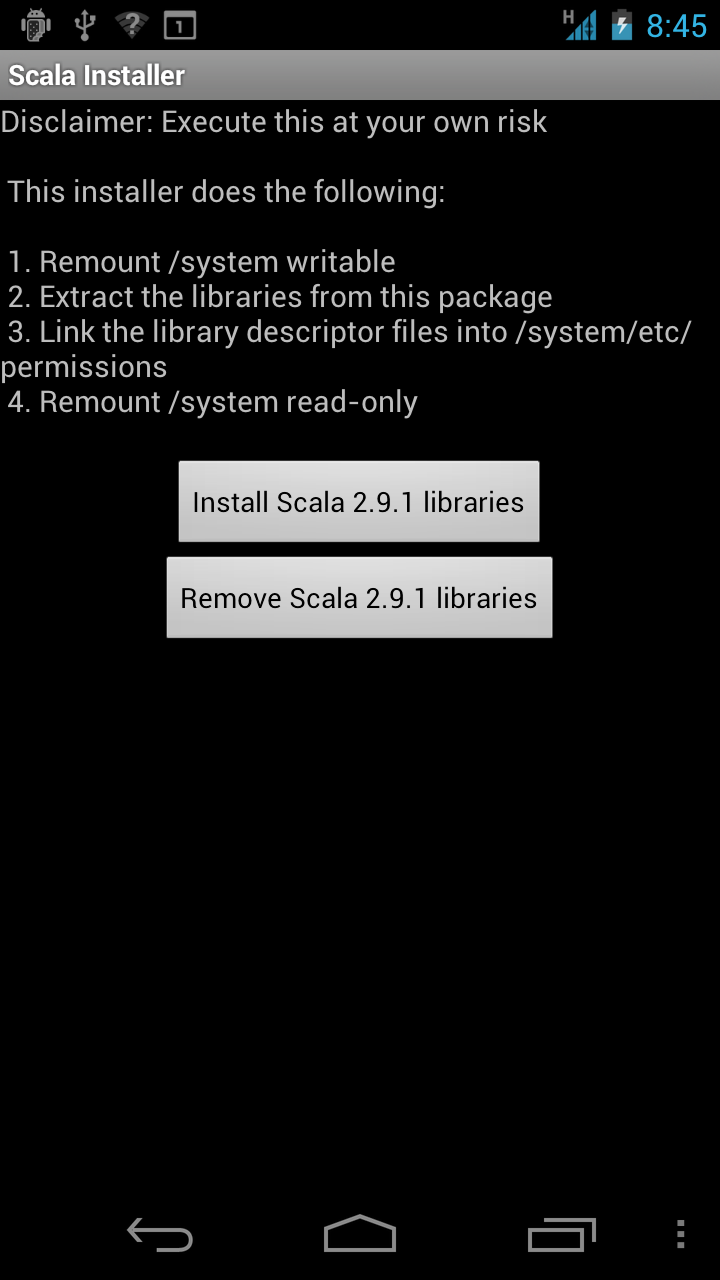 H 8:45
1
Scala Installer
Disclaimer: Execute this at your own risk
This installer does the following:
1. Remount /system writable
2. Extract the libraries from this package
3. Link the library descriptor files into /system/etc/
permissions
4. Remount /system read-only
Install Scala 2.9.1 libraries
Remove Scala 2.9.1 libraries